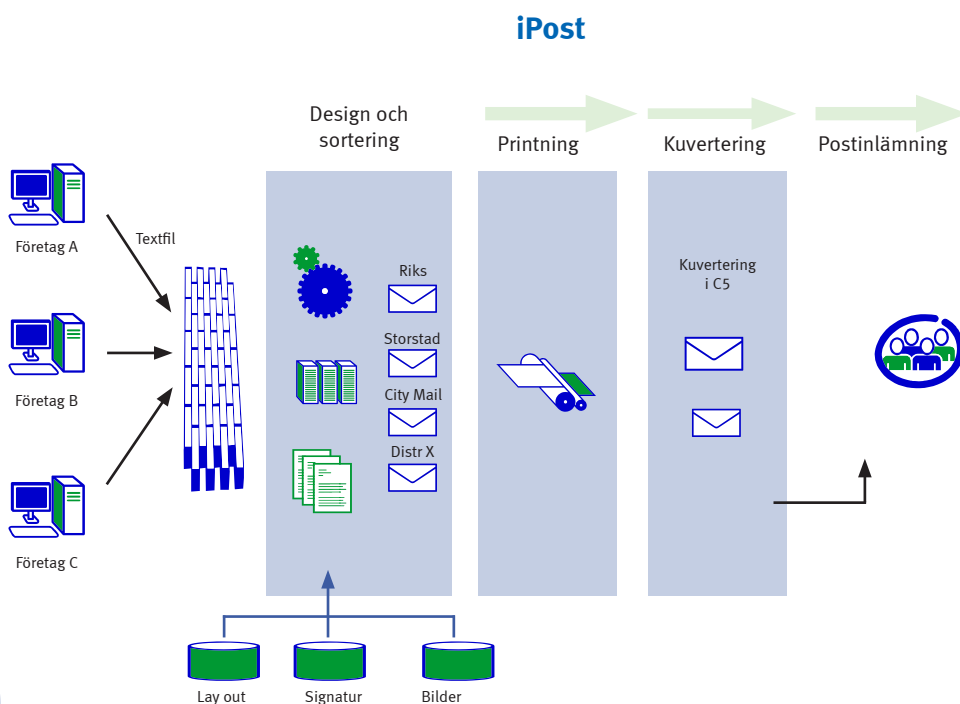 iPost
Design och
sortering
Printning
Kuvertering
Postinlämning
Företag A
Textfil
Företag B
Företag C
Riks
Storstad
City Mail
Distr X
Kuvertering
i C5
Lay out
Signatur
Bilder